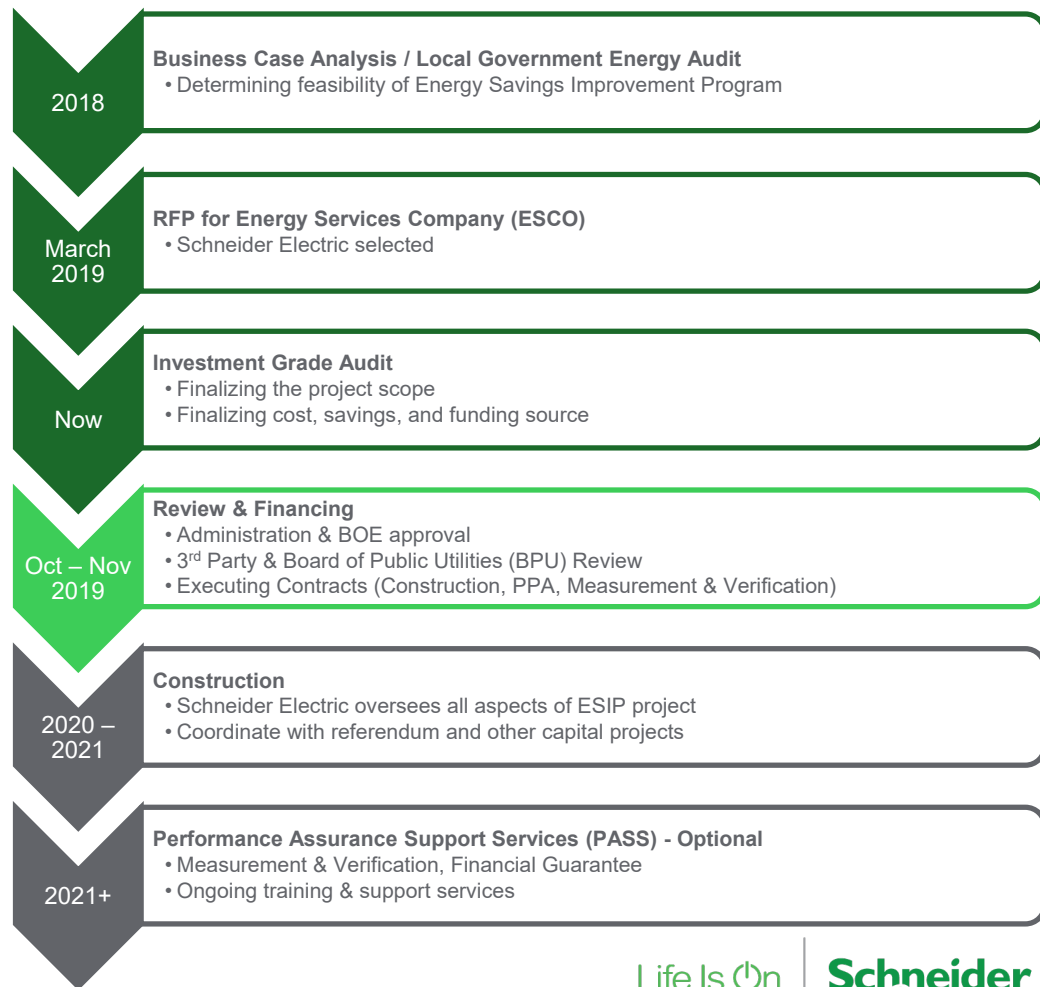 2018
Business Case Analysis / Local Government Energy Audit
• Determining feasibility of Energy Savings Improvement Program
March
2019
RFP for Energy Services Company (ESCO)
• Schneider Electric selected
Now
Investment Grade Audit
• Finalizing the project scope
• Finalizing cost, savings, and funding source
Oct – Nov
2019
Review & Financing
• Administration & BOE approval
• 3rd Party & Board of Public Utilities (BPU) Review
• Executing Contracts (Construction, PPA, Measurement & Verification)
2020 –
2021
Construction
• Schneider Electric oversees all aspects of ESIP project
• Coordinate with referendum and other capital projects
2021+
Performance Assurance Support Services (PASS) - Optional
• Measurement & Verification, Financial Guarantee
• Ongoing training & support services
Life Is On
Schneider